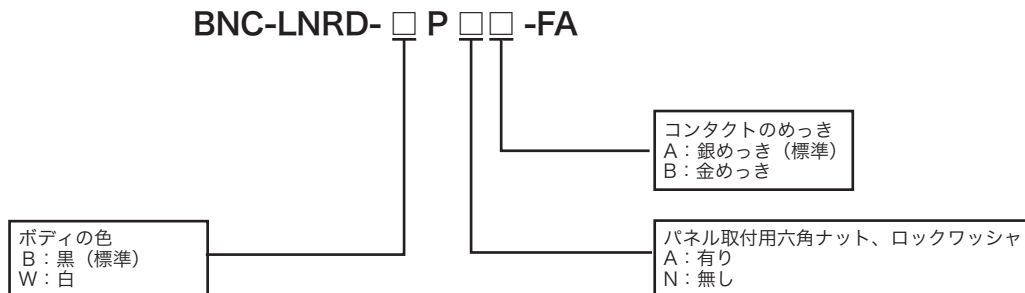 BNC-LNRD- □ P □□ -FA
コンタクトのめっき
A：銀めっき（標準）
B：金めっき
ボディの色
B：黒（標準）
W：白
パネル取付用六角ナット、ロックワッシャ
A：有り
N：無し